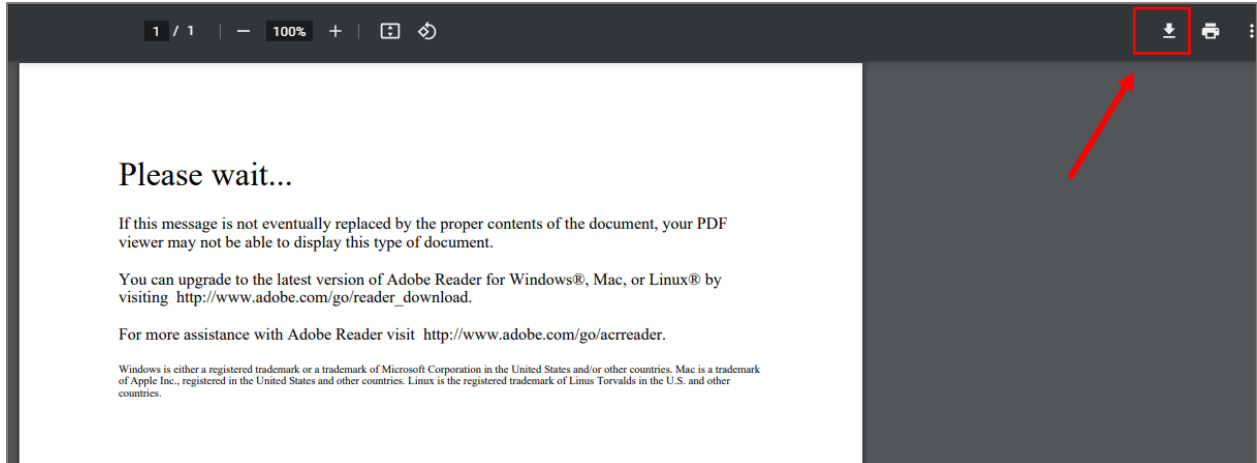 1 / 1 | − 100% + |
Please wait...
If this message is not eventually replaced by the proper contents of the document, your PDF
viewer may not be able to display this type of document.
You can upgrade to the latest version of Adobe Reader for Windows®, Mac, or Linux® by
visiting  http://www.adobe.com/go/reader_download.
For more assistance with Adobe Reader visit  http://www.adobe.com/go/acrreader.
Windows is either a registered trademark or a trademark of Microsoft Corporation in the United States and/or other countries. Mac is a trademark
of Apple Inc., registered in the United States and other countries. Linux is the registered trademark of Linus Torvalds in the U.S. and other
countries.